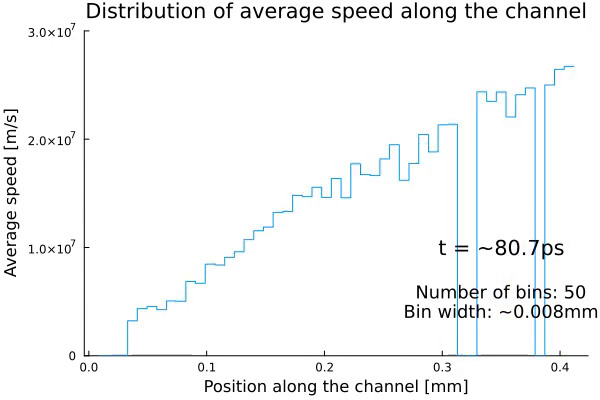 Distribution of average speed along the channel
3.0×10⁷
2.0×10⁷
1.0×10⁷
0
Average speed [m/s]
t = ~80.7ps
Number of bins: 50
Bin width: ~0.008mm
0.0 0.1 0.2 0.3 0.4
Position along the channel [mm]